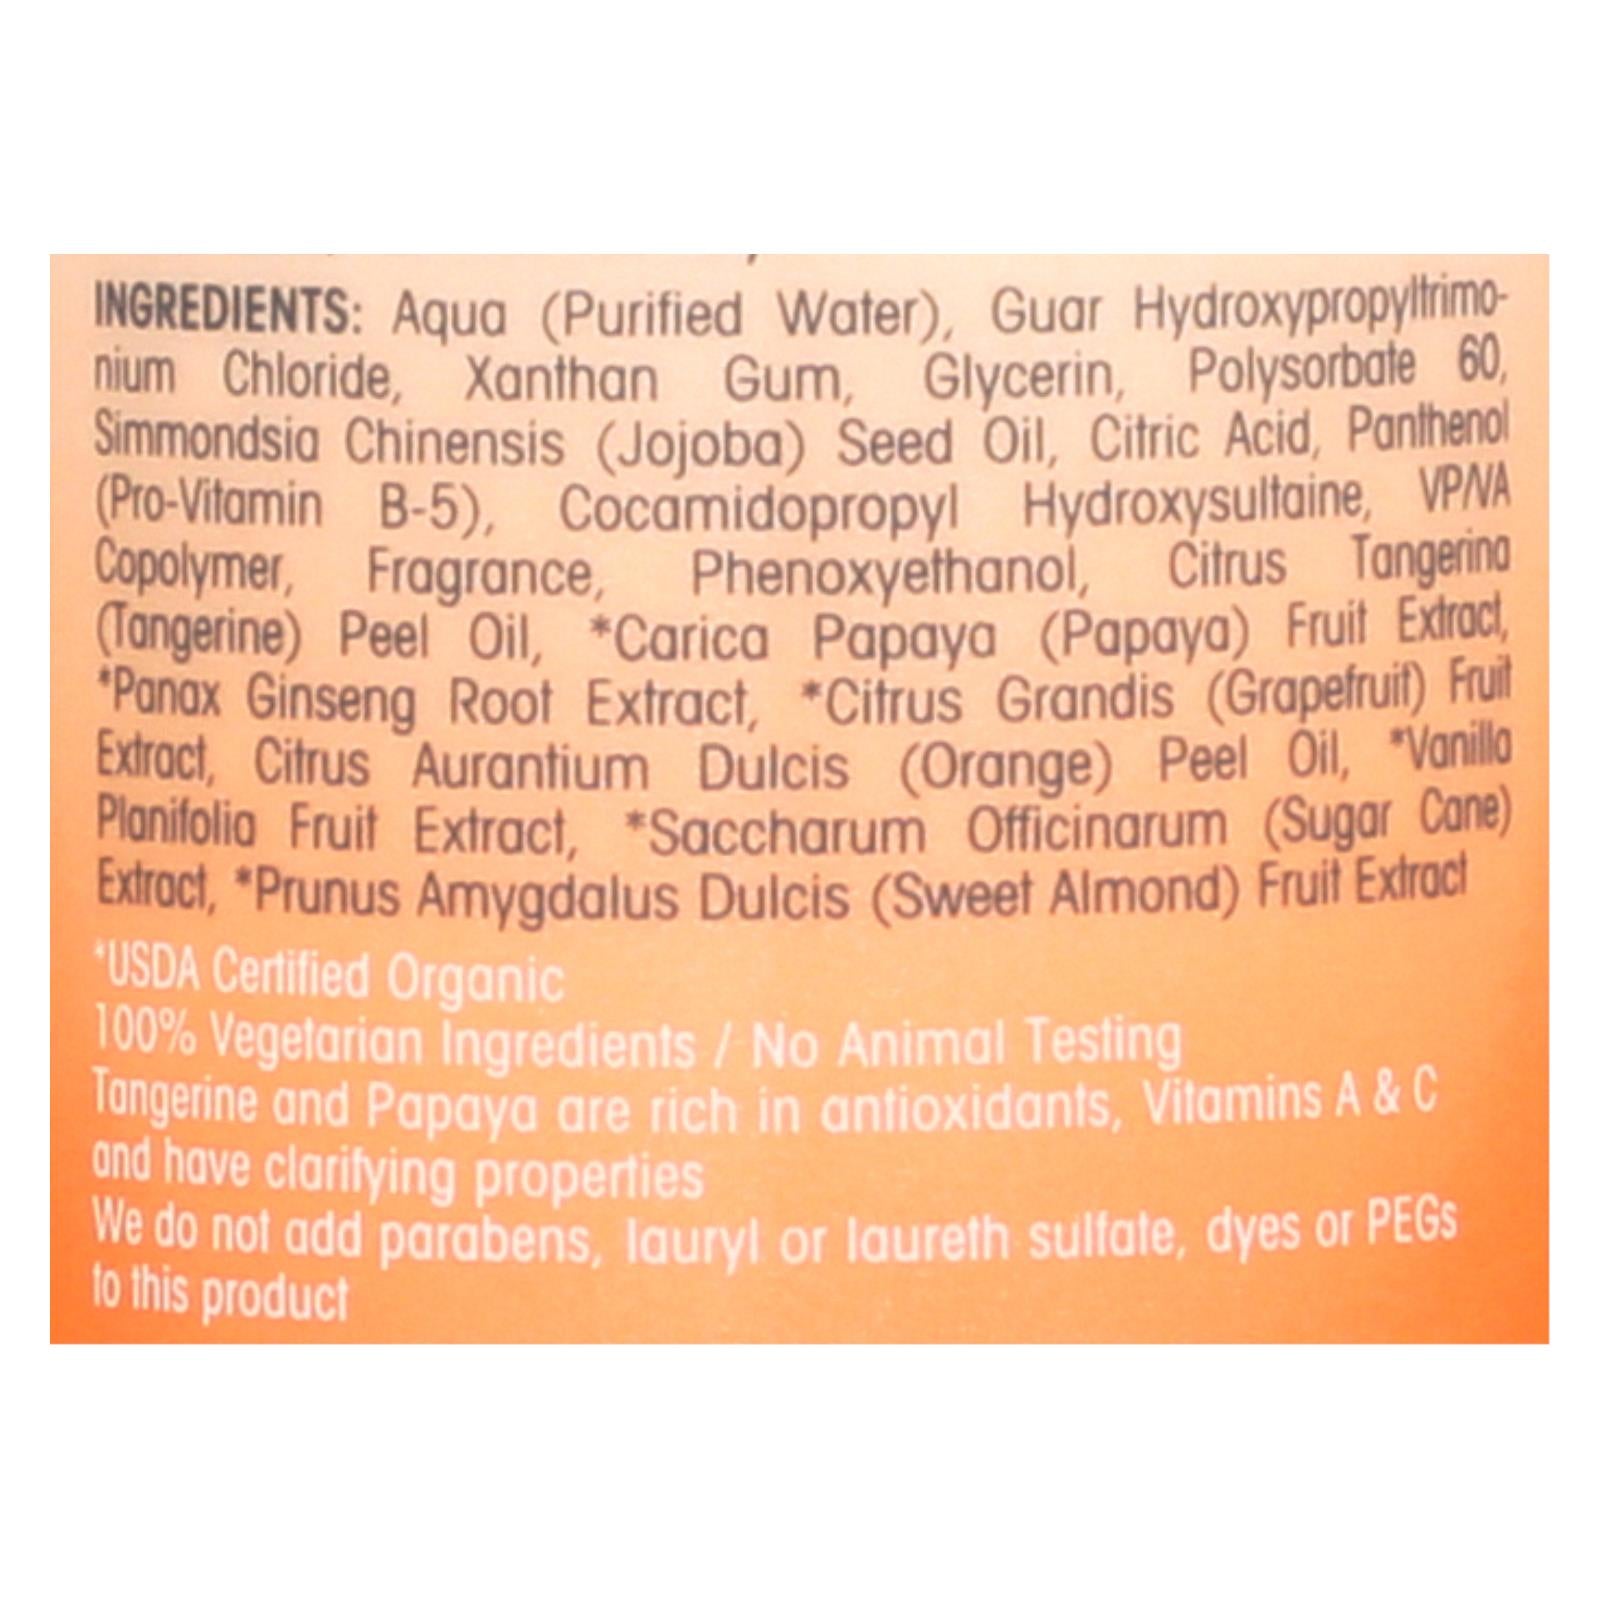 INGREDIENTS: Aqua (Purified Water), Guar Hydroxypropyltrimo-
nium Chloride, Xanthan Gum, Glycerin, Polysorbate 60,
Simmondsia Chinensis (Jojoba) Seed Oil, Citric Acid, Panthenol
(Pro-Vitamin B-5), Cocamidopropyl Hydroxysultaine, VP/VA
Copolymer, Fragrance, Phenoxyethanol, Citrus Tangerina
(Tangerine) Peel Oil, *Carica Papaya (Papaya) Fruit Extract,
*Panax Ginseng Root Extract, *Citrus Grandis (Grapefruit) Fruit
Extract, Citrus Aurantium Dulcis (Orange) Peel Oil, *Vanilla
Planifolia Fruit Extract, *Saccharum Officinarum (Sugar Cane)
Extract, *Prunus Amygdalus Dulcis (Sweet Almond) Fruit Extract
*USDA Certified Organic
100% Vegetarian Ingredients / No Animal Testing
Tangerine and Papaya are rich in antioxidants, Vitamins A & C
and have clarifying properties
We do not add parabens, lauryl or laureth sulfate, dyes or PEGs
to this product